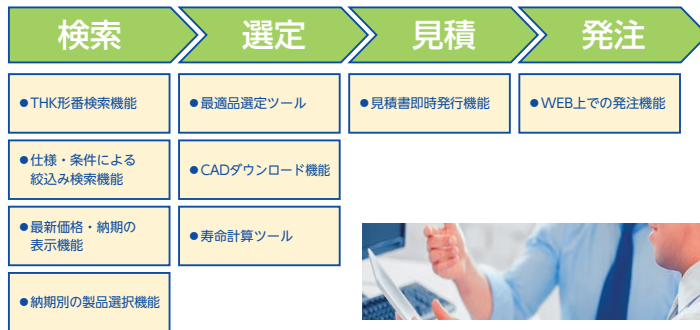 検索
選定
見積
発注
●THK形番検索機能
●最適品選定ツール
●見積書即時発行機能
●WEB上での発注機能
●仕様・条件による
絞込み検索機能
●CADダウンロード機能
●最新価格・納期の
表示機能
●寿命計算ツール
●納期別の製品選択機能